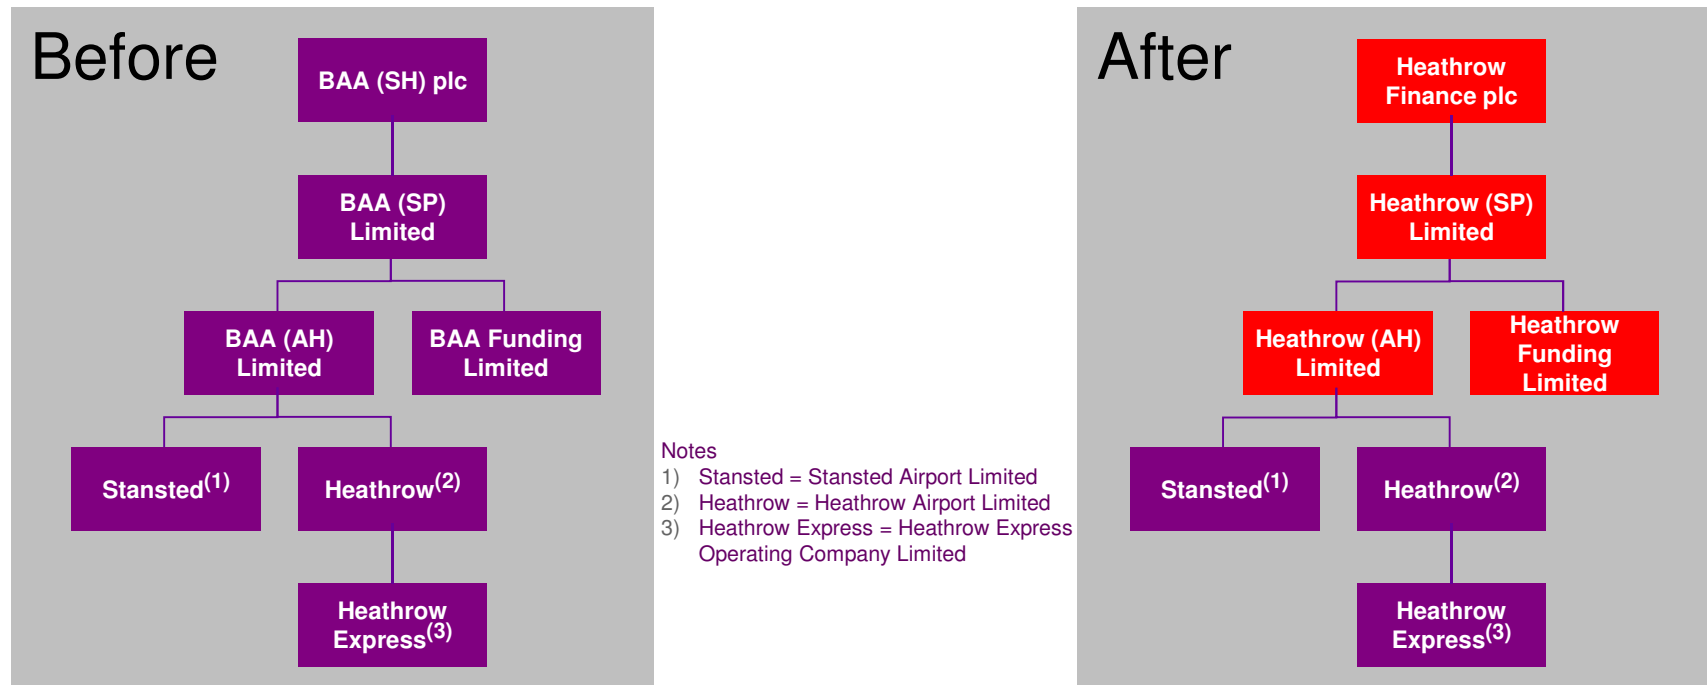 Before
BAA (SH) plc
BAA (SP)
Limited
BAA (AH)
Limited
BAA Funding
Limited
Stansted(1)
Heathrow(2)
Heathrow
Express(3)
Notes
1) Stansted = Stansted Airport Limited
2) Heathrow = Heathrow Airport Limited
3) Heathrow Express = Heathrow Express
Operating Company Limited
After
Heathrow
Finance plc
Heathrow (SP)
Limited
Heathrow (AH)
Limited
Heathrow
Funding
Limited
Stansted(1)
Heathrow(2)
Heathrow
Express(3)